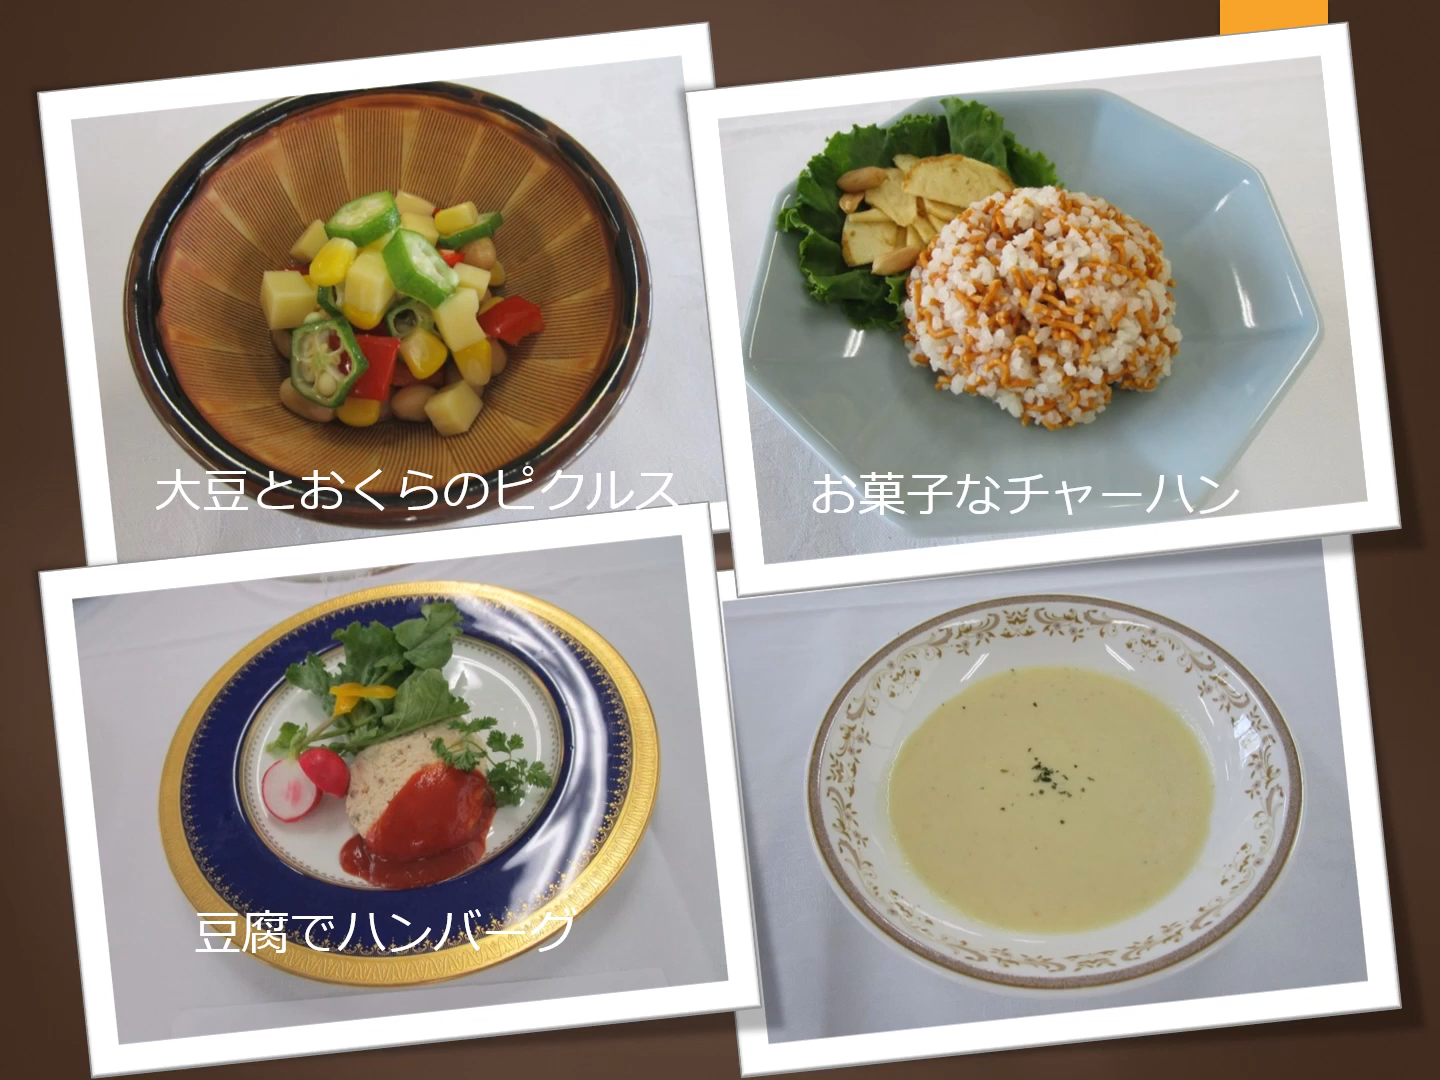 大豆とおくらのピクルス
お菓子なチャーハン
豆腐でハンバーグ